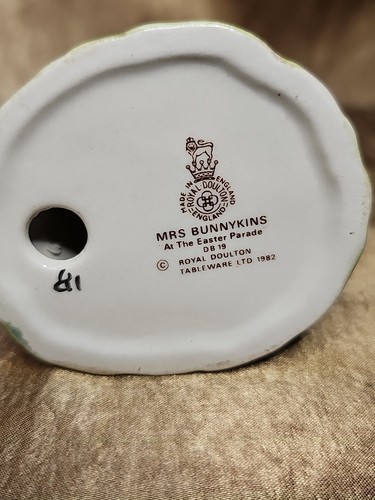 MADE IN ENGLAND
ROYAL DOULTON
ENGLAND
MRS BUNNYKINS
At The Easter Parade
DB 19
© ROYAL DOULTON
TABLEWARE LTD 1982